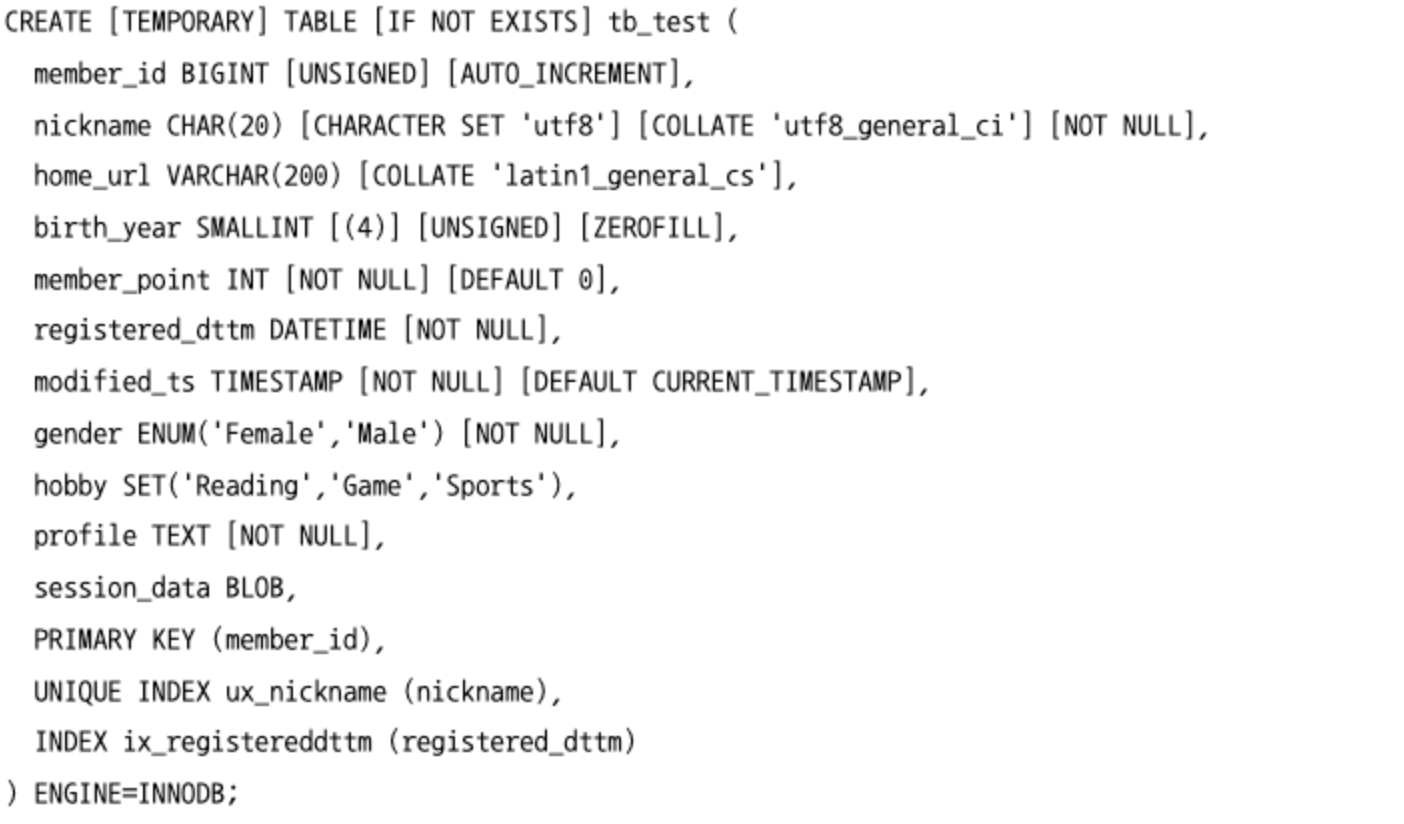 CREATE [TEMPORARY] TABLE [IF NOT EXISTS] tb_test (
member_id BIGINT [UNSIGNED] [AUTO_INCREMENT],
nickname CHAR(20) [CHARACTER SET 'utf8'] [COLLATE 'utf8_general_ci'] [NOT NULL],
home_url VARCHAR(200) [COLLATE 'latin1_general_cs'],
birth_year SMALLINT [(4)] [UNSIGNED] [ZEROFILL],
member_point INT [NOT NULL] [DEFAULT 0],
registered_dttm DATETIME [NOT NULL],
modified_ts TIMESTAMP [NOT NULL] [DEFAULT CURRENT_TIMESTAMP],
gender ENUM('Female','Male') [NOT NULL],
hobby SET('Reading','Game','Sports'),
profile TEXT [NOT NULL],
session_data BLOB,
PRIMARY KEY (member_id),
UNIQUE INDEX ux_nickname (nickname),
INDEX ix_registereddttm (registered_dttm)
) ENGINE=INNODB;